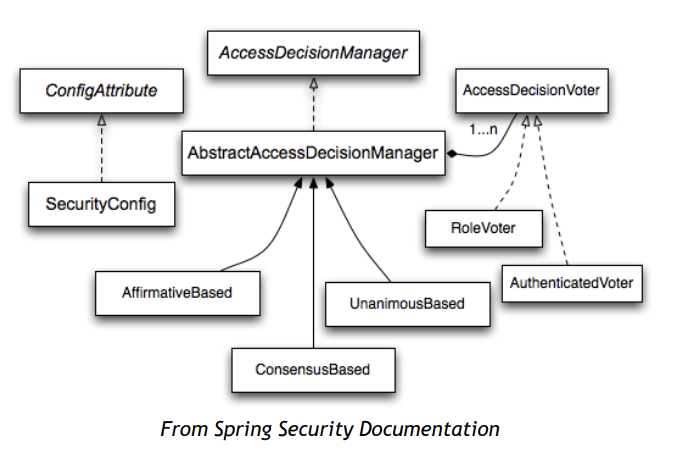 AccessDecisionManager
ConfigAttribute
AccessDecisionVoter
1...n
AbstractAccessDecisionManager
SecurityConfig
RoleVoter
AuthenticatedVoter
AffirmativeBased
UnanimousBased
ConsensusBased
From Spring Security Documentation